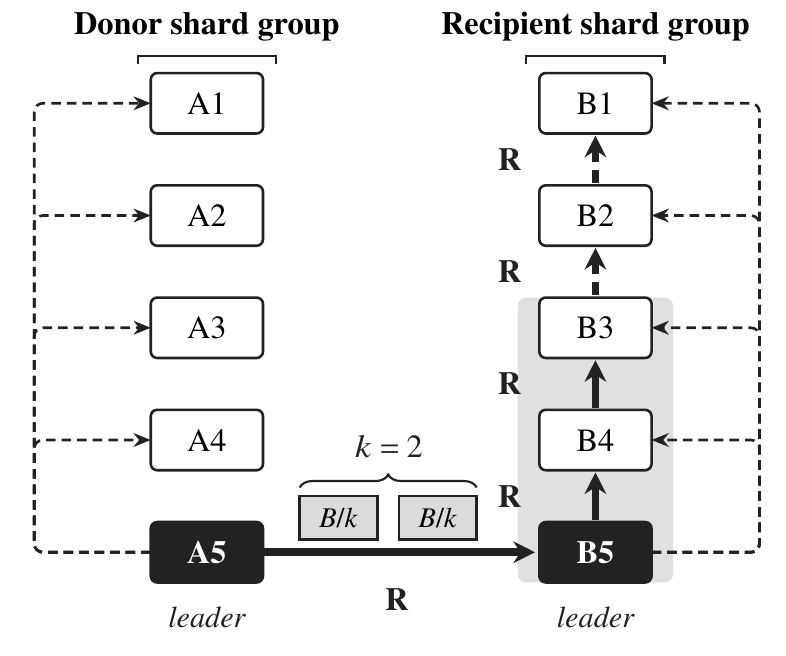 Donor shard group
Recipient shard group
A1
B1
R
A2
B2
R
A3
B3
R
A4
B4
k = 2
R
B/k
B/k
A5
B5
R
leader
leader